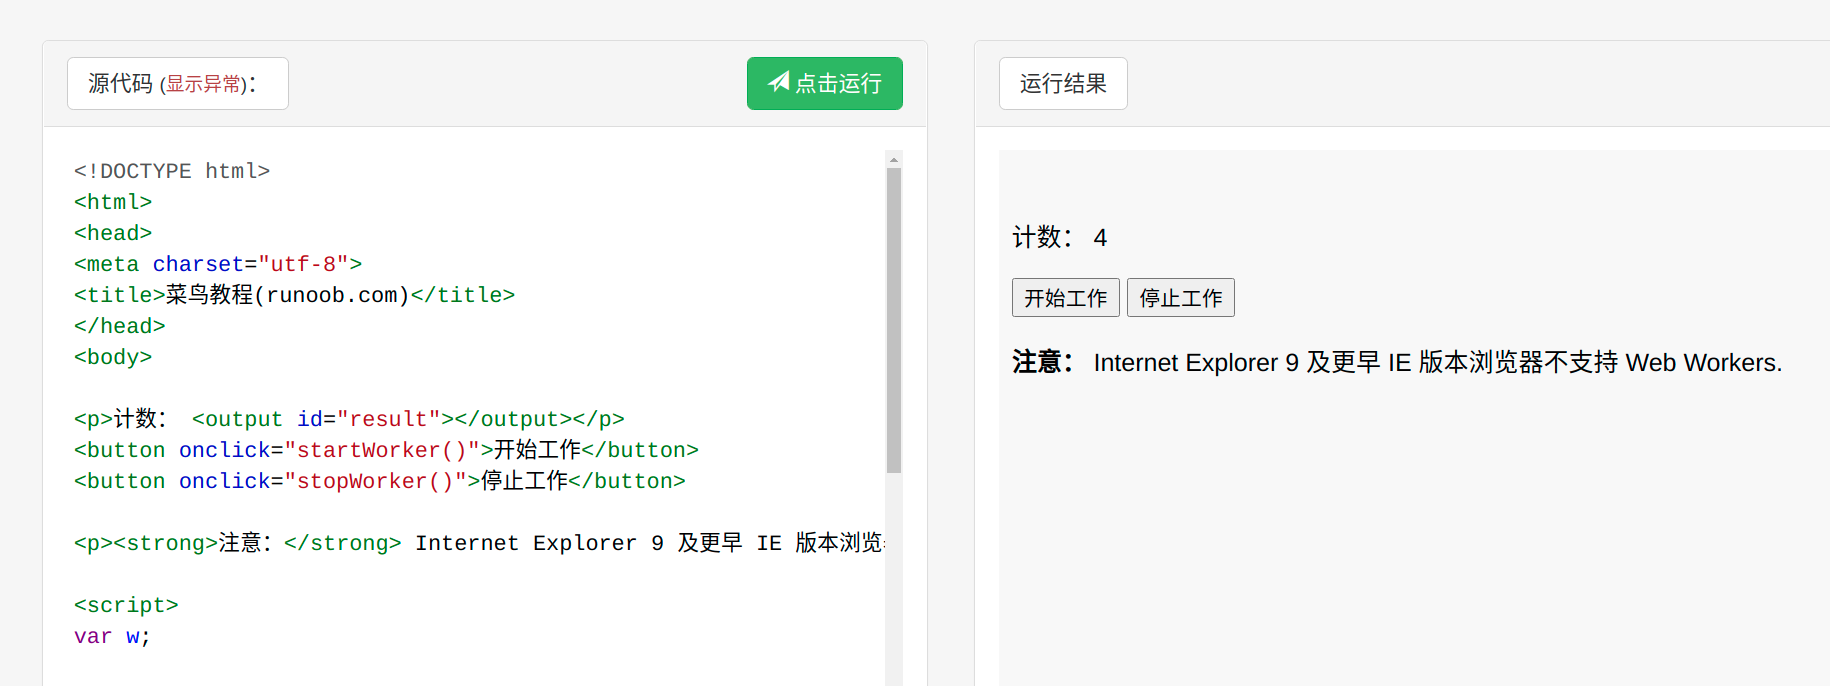 源代码 (显示异常)：
点击运行
<!DOCTYPE html>
<html>
<head>
<meta charset="utf-8">
<title>菜鸟教程(runoob.com)</title>
</head>
<body>
<p>计数： <output id="result"></output></p>
<button onclick="startWorker()">开始工作</button>
<button onclick="stopWorker()">停止工作</button>
<p><strong>注意：</strong> Internet Explorer 9 及更早 IE 版本浏览
<script>
var w;
运行结果
计数： 4
开始工作 停止工作
注意： Internet Explorer 9 及更早 IE 版本浏览器不支持 Web Workers.